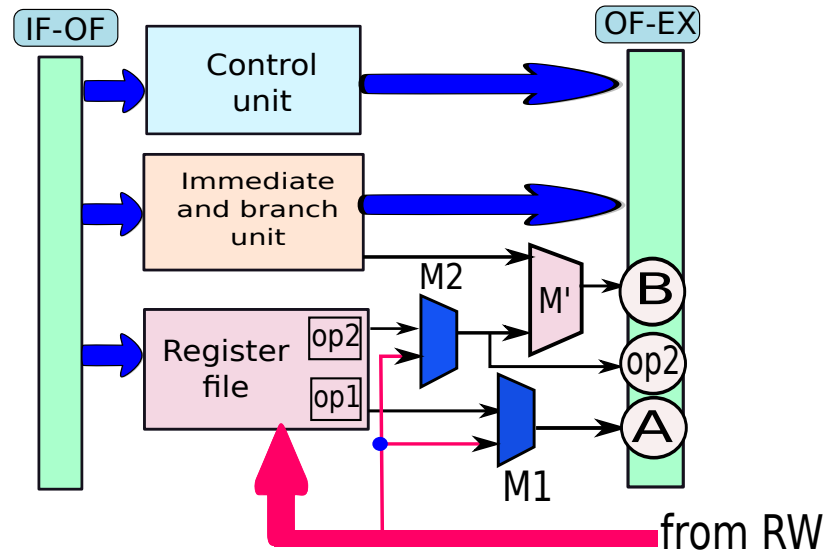 IF-OF
OF-EX
Control
unit
Immediate
and branch
unit
M2
M'
B
Register
file
op2
op2
op1
A
M1
from RW